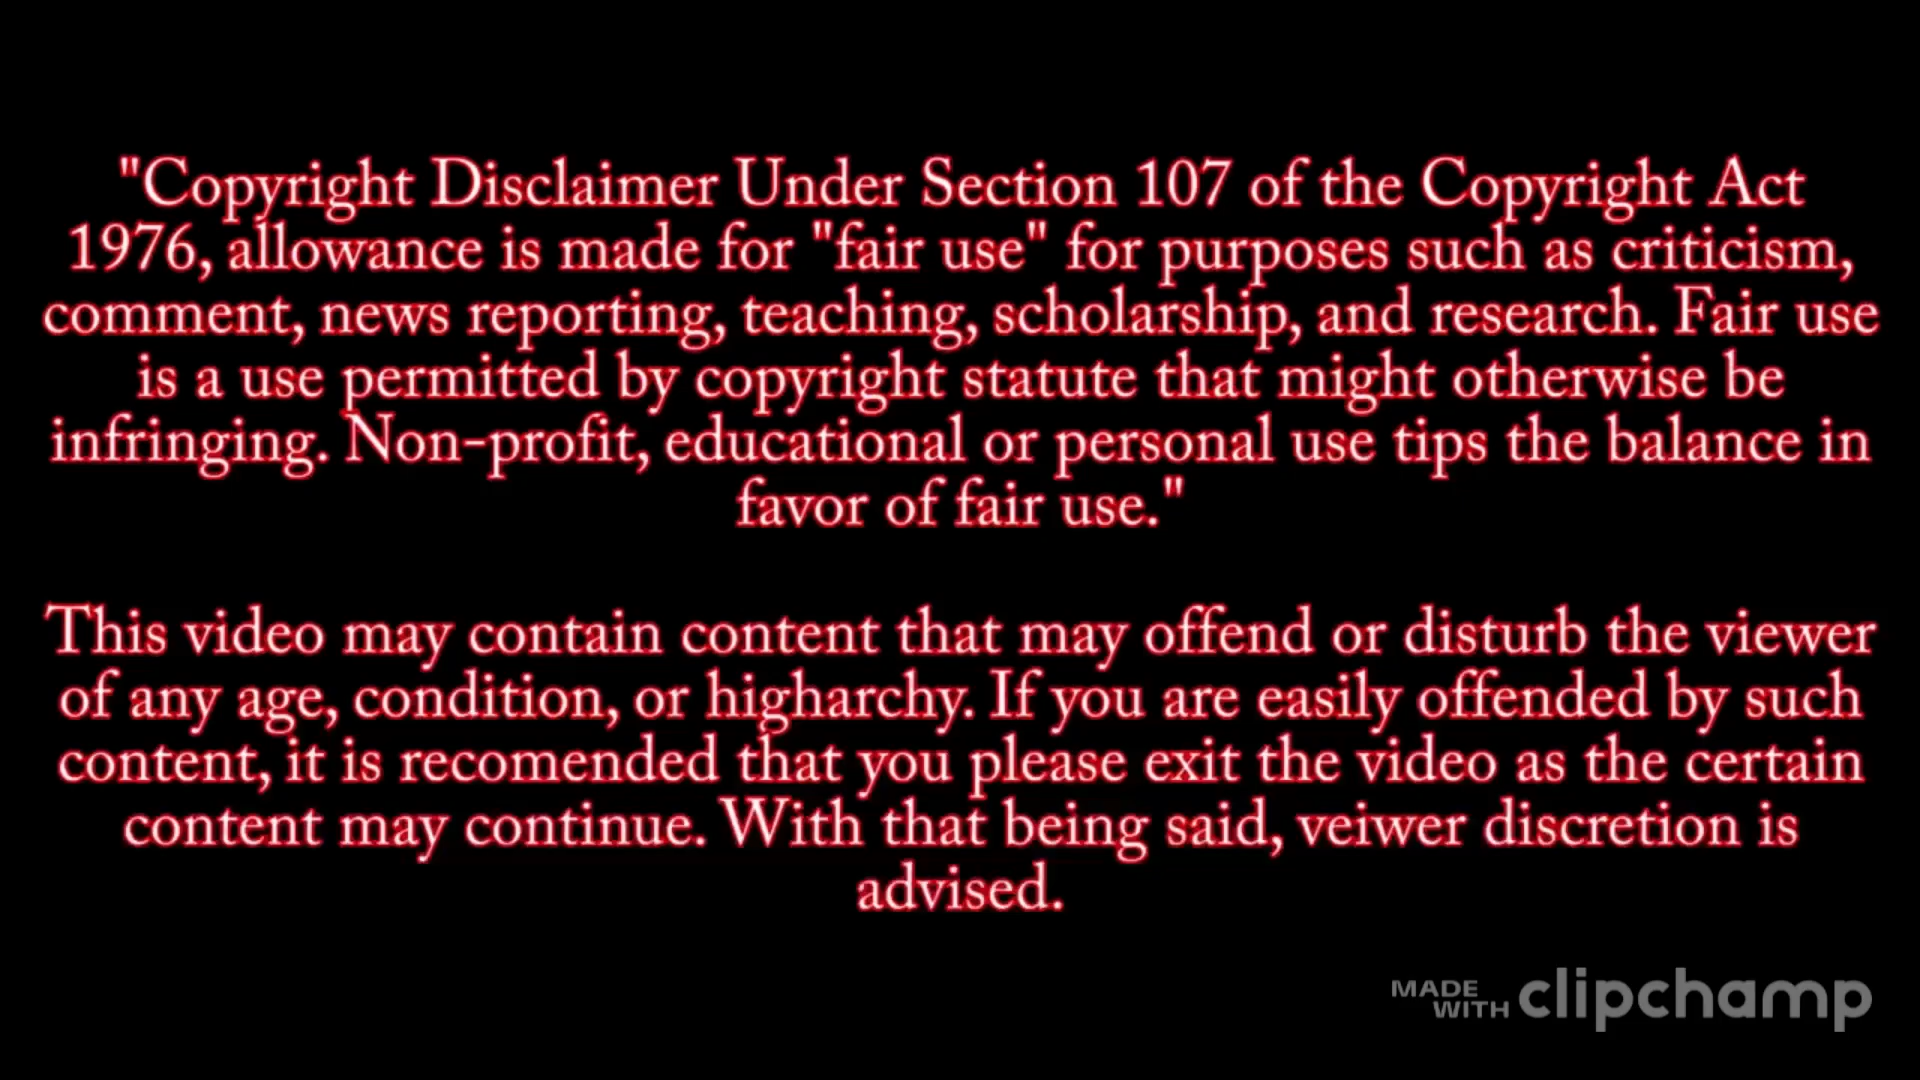 "Copyright Disclaimer Under Section 107 of the Copyright Act
1976, allowance is made for "fair use" for purposes such as criticism,
comment, news reporting, teaching, scholarship, and research. Fair use
is a use permitted by copyright statute that might otherwise be
infringing. Non-profit, educational or personal use tips the balance in
favor of fair use."
This video may contain content that may offend or disturb the viewer
of any age, condition, or higharchy. If you are easily offended by such
content, it is recomended that you please exit the video as the certain
content may continue. With that being said, veiwer discretion is
advised.
MADE
WITH clipchamp